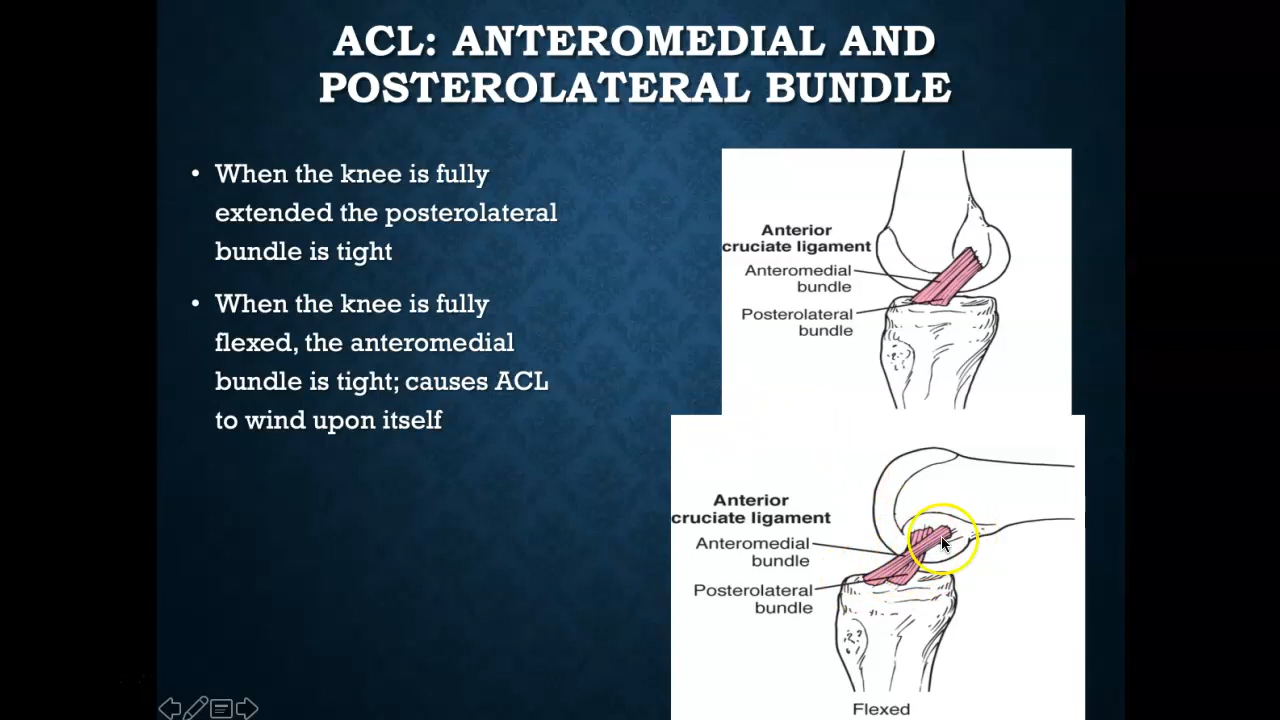 ACL: ANTEROMEDIAL AND
POSTEROLATERAL BUNDLE
• When the knee is fully
extended the posterolateral
bundle is tight
• When the knee is fully
flexed, the anteromedial
bundle is tight; causes ACL
to wind upon itself
Anterior
cruciate ligament
Anteromedial
bundle
Posterolateral
bundle
Anterior
cruciate ligament
Anteromedial
bundle
Posterolateral
bundle
Flexed